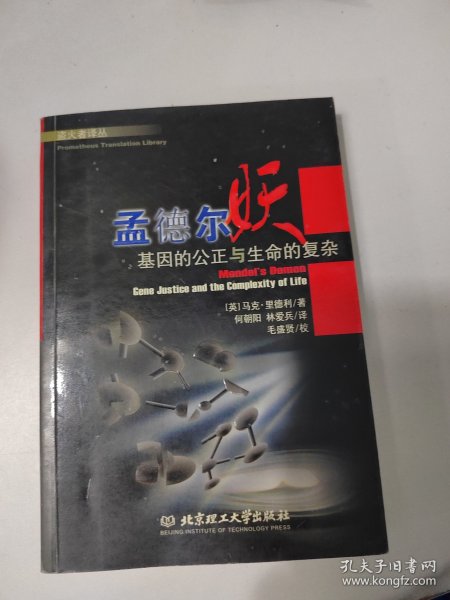 盗火者译丛
Prometheus Translation Library
孟德尔妖
基因的公正与生命的复杂
Mendel's Demon
Gene Justice and the Complexity of Life
[英]马克·里德利/著
何朝阳 林爱兵/译
毛盛贤/校
北京理工大学出版社
BEIJING INSTITUTE OF TECHNOLOGY PRESS
孔夫子旧书网
www.kongfz.com